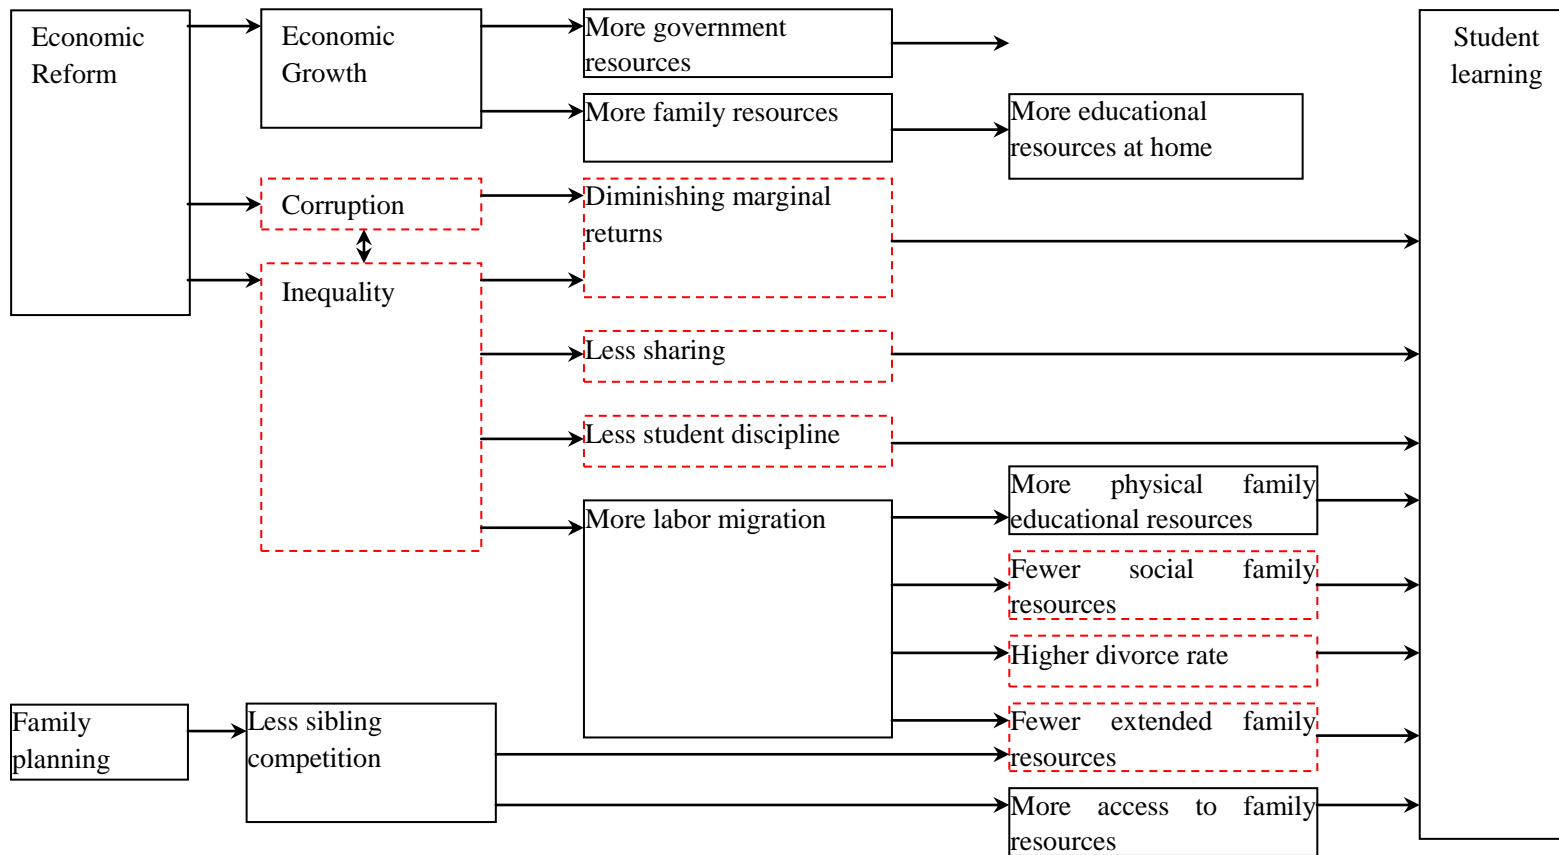 Economic
Reform
Economic
Growth
More government
resources
Student
learning
More family resources
More educational
resources at home
Corruption
Diminishing marginal
returns
Inequality
Less sharing
Less student discipline
More labor migration
More physical family
educational resources
Fewer social family
resources
Higher divorce rate
Family
planning
Less sibling
competition
Fewer extended family
resources
More access to family
resources